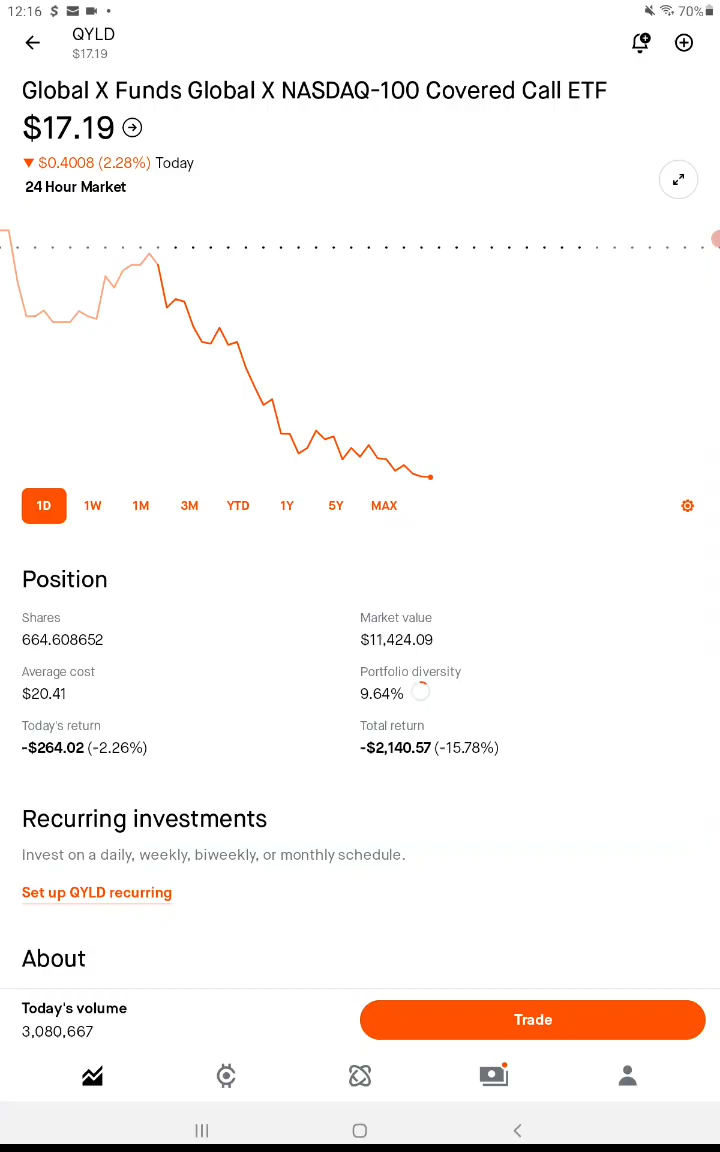 12:16 $ 70%
QYLD
$17.19
Global X Funds Global X NASDAQ-100 Covered Call ETF
$17.19
▼ $0.4008 (2.28%) Today
24 Hour Market
1D 1W 1M 3M YTD 1Y 5Y MAX
Position
Shares Market value
664.608652 $11,424.09
Average cost Portfolio diversity
$20.41 9.64%
Today's return Total return
-$264.02 (-2.26%) -$2,140.57 (-15.78%)
Recurring investments
Invest on a daily, weekly, biweekly, or monthly schedule.
Set up QYLD recurring
About
Today's volume
3,080,667
Trade